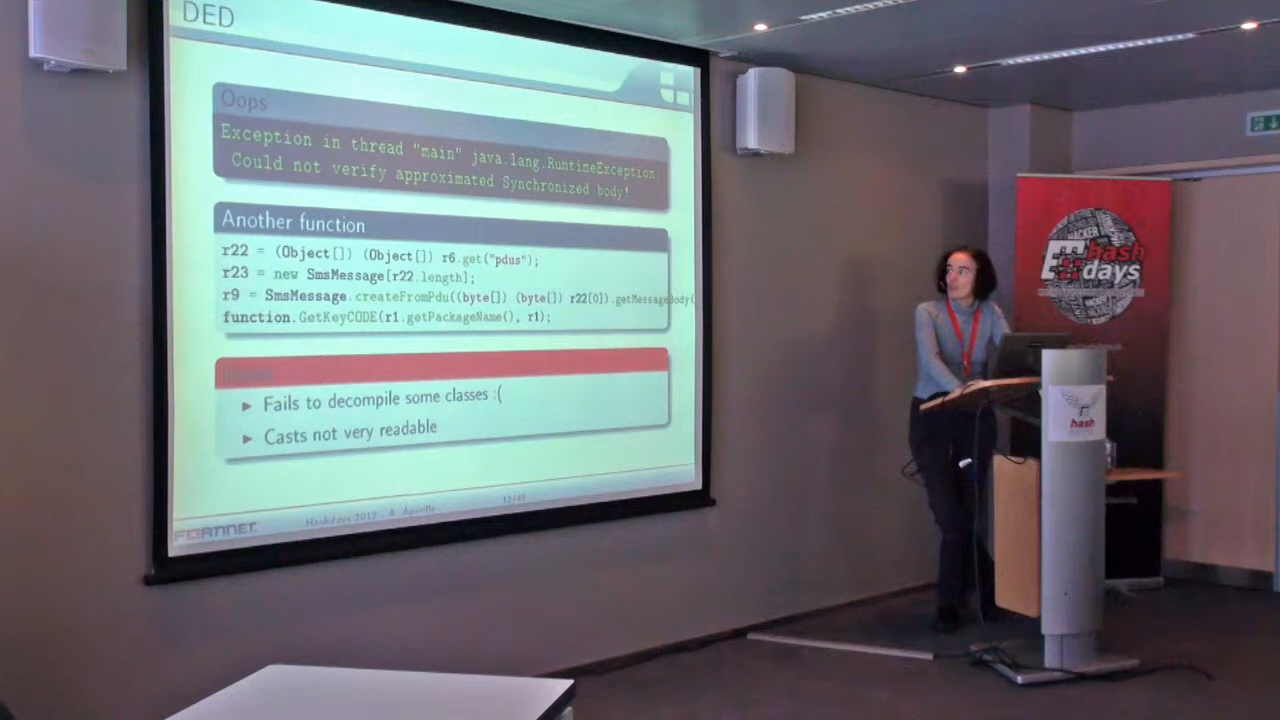 DED
Oops
Exception in thread "main" java.lang.RuntimeException:
Could not verify approximated Synchronized body!
Another function
r22 = (Object[]) (Object[]) r6.get("pdus");
r23 = new SmsMessage[r22.length];
r9 = SmsMessage.createFromPdu((byte[]) (byte[]) r22[0]).getMessageBody(
function.GetKeyCODE(r1.getPackageName(), r1);
Fails to decompile some classes :(
Casts not very readable
Hashdays 2012 - A. Apvrille
13/45
FORTINET
HACKER
hash
days
hash